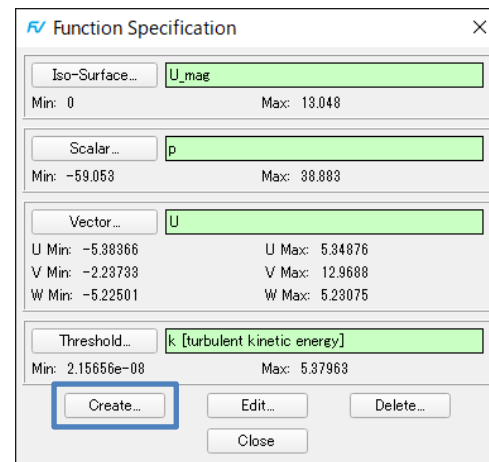 FV Function Specification ×
Iso-Surface... U_mag
Min: 0 Max: 13.048
Scalar... p
Min: -59.053 Max: 38.883
Vector... U
U Min: -5.38366 U Max: 5.34876
V Min: -2.23733 V Max: 12.9688
W Min: -5.22501 W Max: 5.23075
Threshold... k [turbulent kinetic energy]
Min: 2.15656e-08 Max: 5.37963
Create... Edit... Delete...
Close